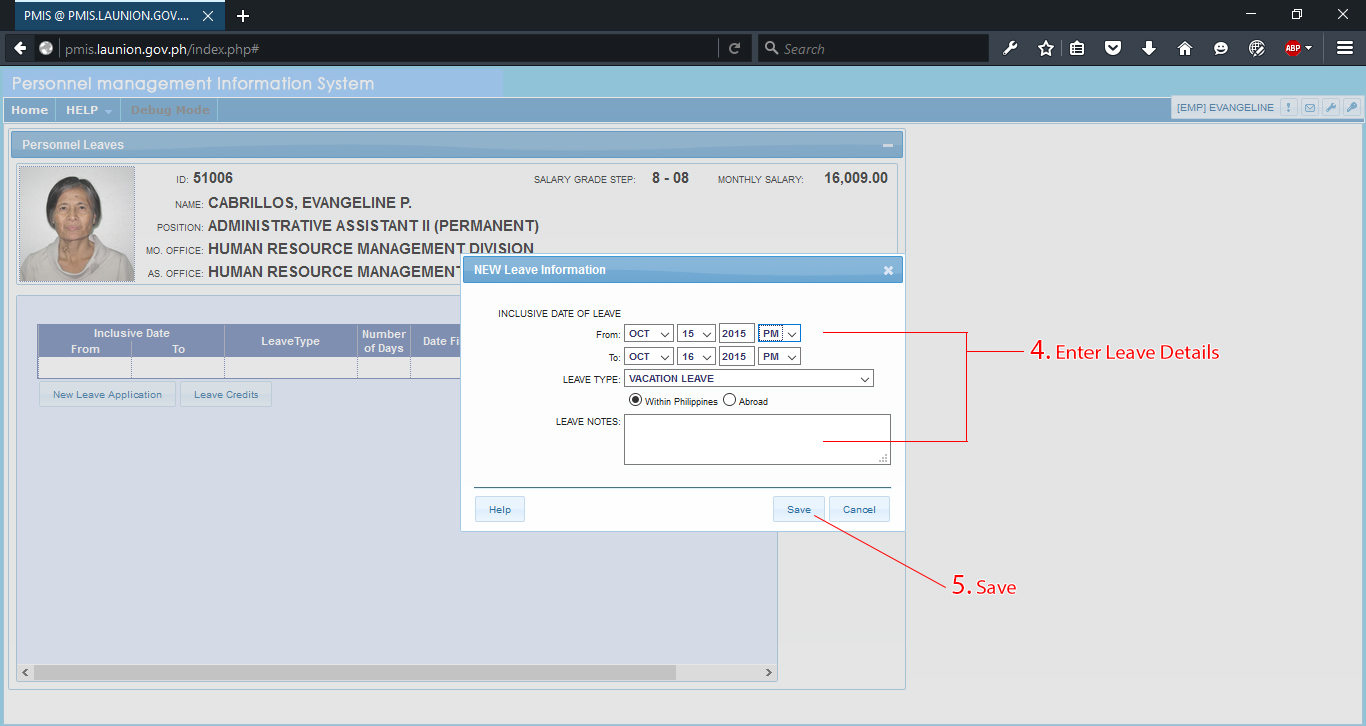 PMIS @ PMIS.LAUNION.GOV....
pmis.launion.gov.ph/index.php#
Search
ABP
Personnel management Information System
Home HELP Debug Mode
[EMP] EVANGELINE
Personnel Leaves
ID: 51006 SALARY GRADE STEP: 8 - 08 MONTHLY SALARY: 16,009.00
NAME: CABRILLOS, EVANGELINE P.
POSITION: ADMINISTRATIVE ASSISTANT II (PERMANENT)
MO. OFFICE: HUMAN RESOURCE MANAGEMENT DIVISION
AS. OFFICE: HUMAN RESOURCE MANAGEMENT
Inclusive Date
From To
LeaveType
Number
of Days
Date Fi
New Leave Application Leave Credits
NEW Leave Information
INCLUSIVE DATE OF LEAVE
From: OCT 15 2015 PM
To: OCT 16 2015 PM
LEAVE TYPE: VACATION LEAVE
Within Philippines Abroad
LEAVE NOTES:
Help Save Cancel
4. Enter Leave Details
5. Save